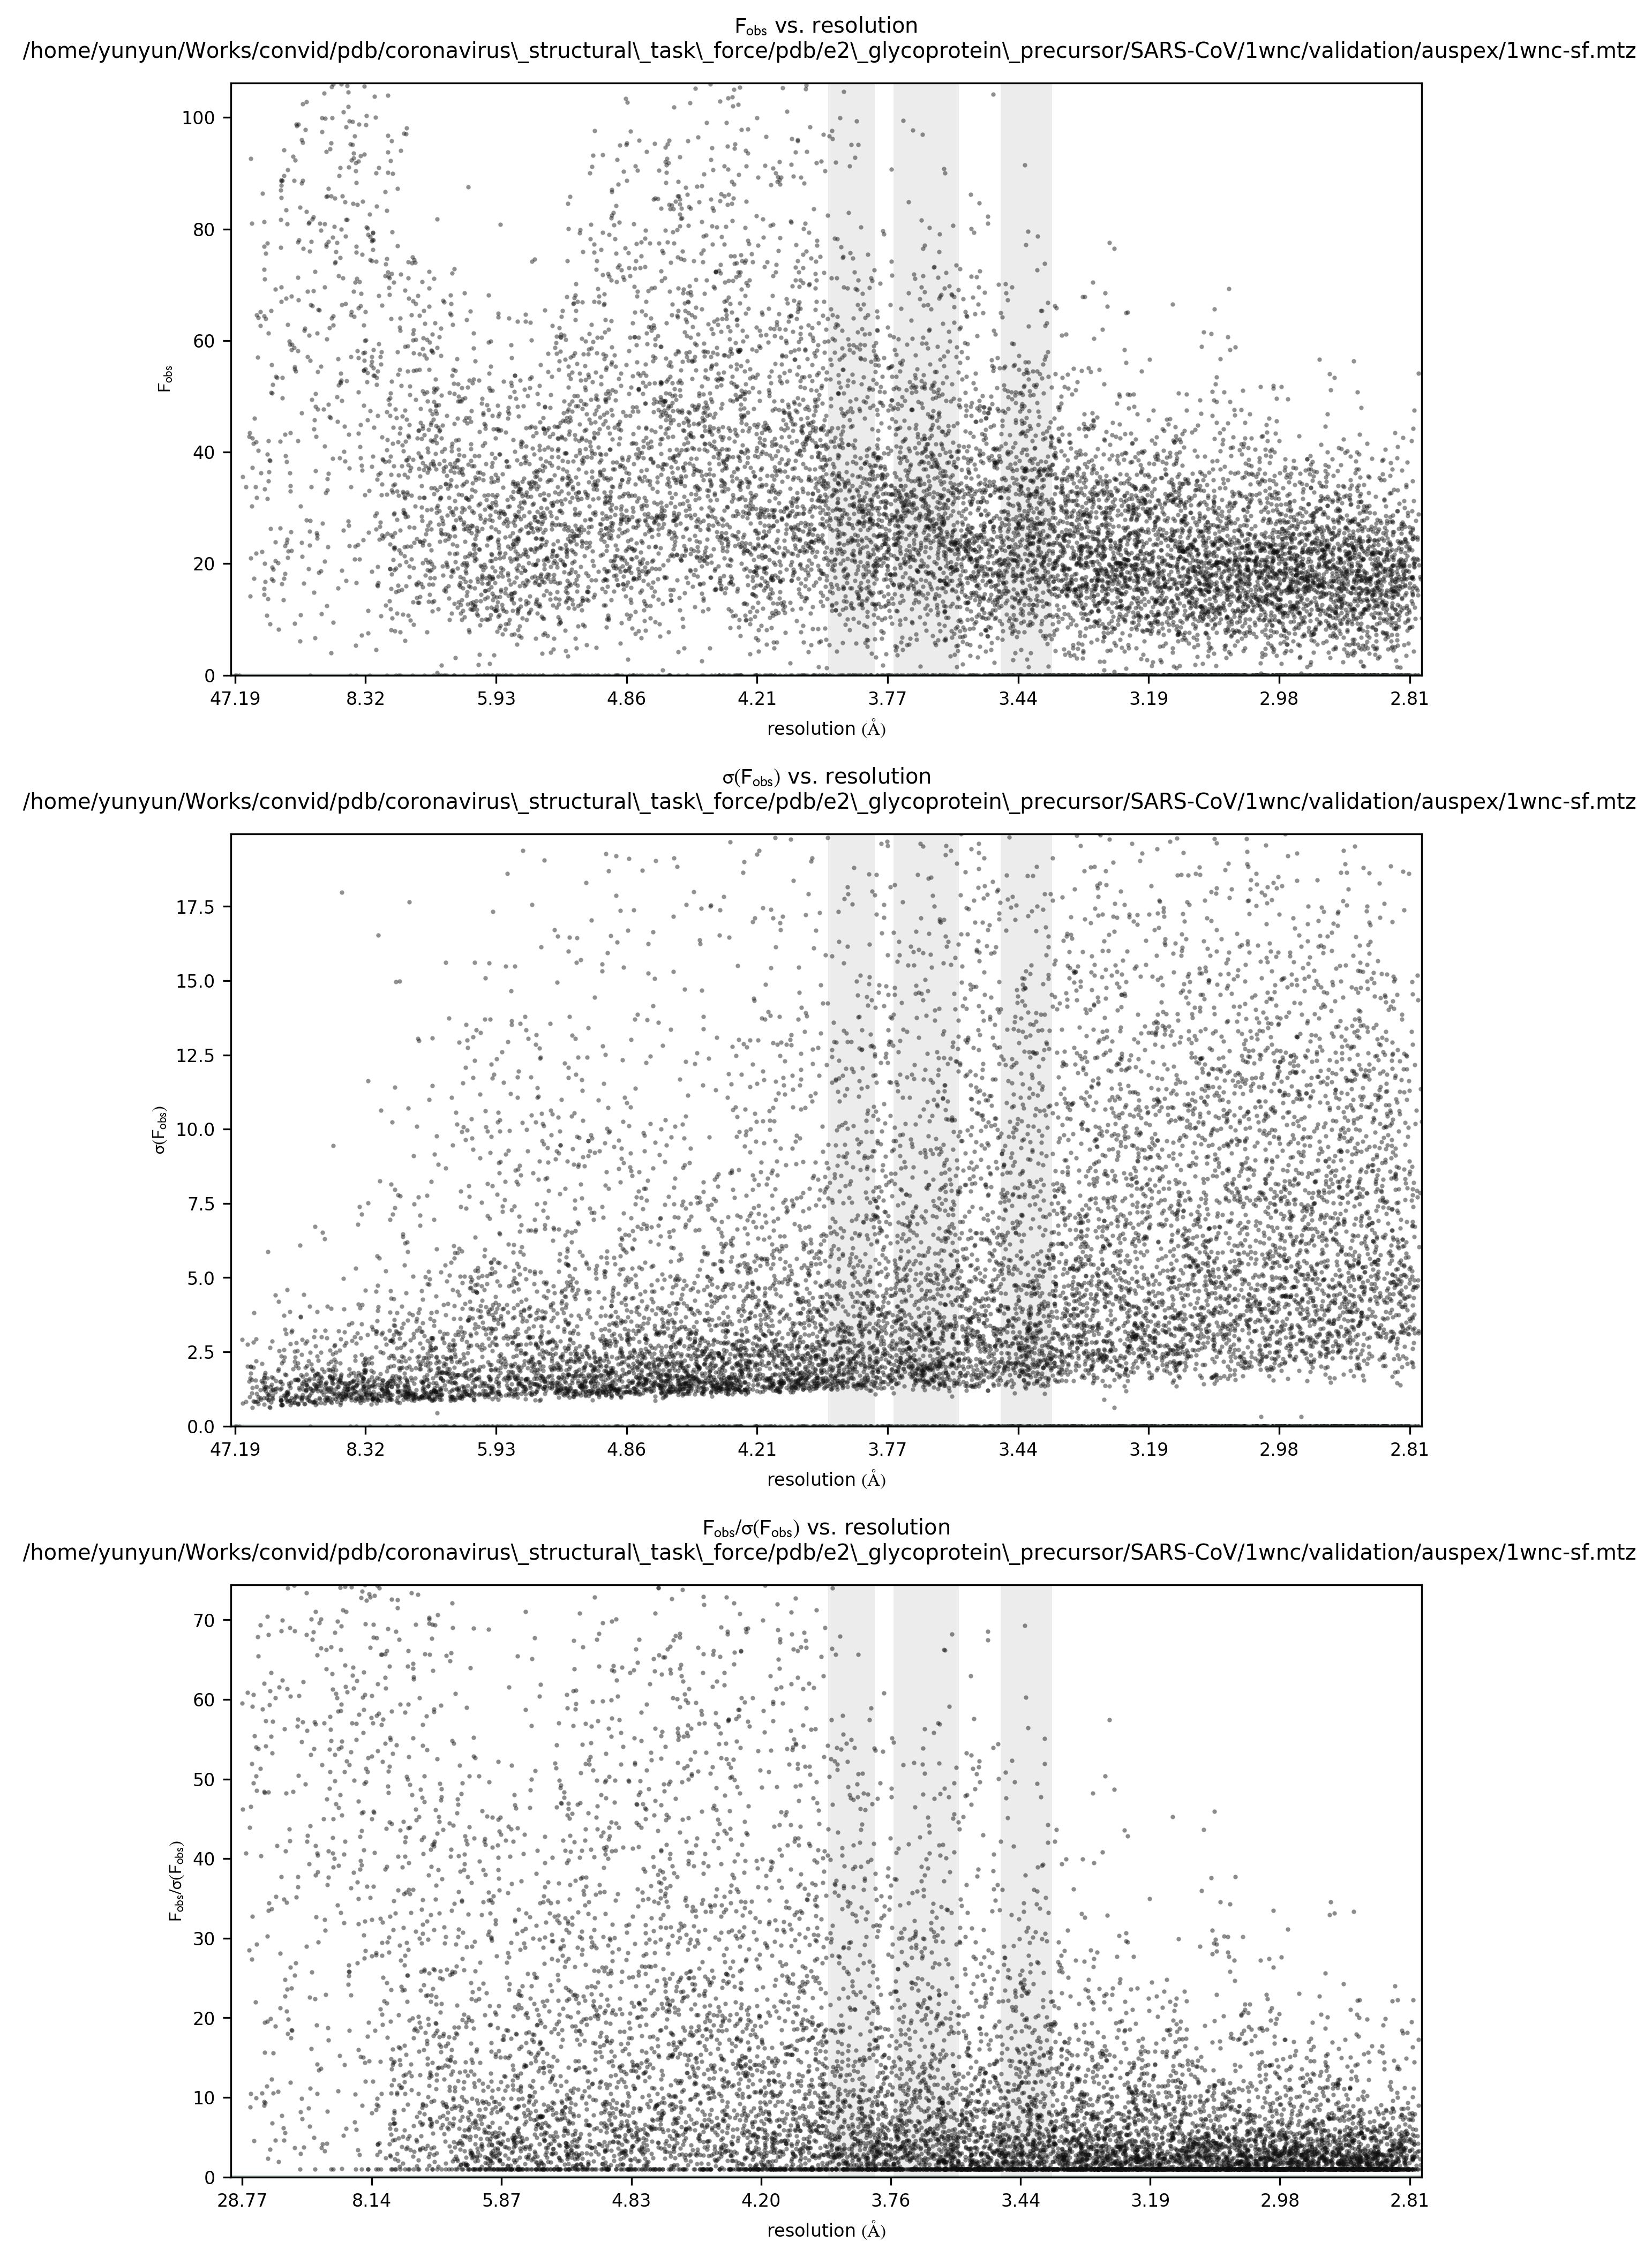 Fobs vs. resolution
/home/yunyun/Works/convid/pdb/coronavirus\_structural\_task\_force/pdb/e2\_glycoprotein\_precursor/SARS-CoV/1wnc/validation/auspex/1wnc-sf.mtz
100
80
60
40
20
0
Fobs
47.19 8.32 5.93 4.86 4.21 3.77 3.44 3.19 2.98 2.81
resolution (Å)
σ(Fobs) vs. resolution
/home/yunyun/Works/convid/pdb/coronavirus\_structural\_task\_force/pdb/e2\_glycoprotein\_precursor/SARS-CoV/1wnc/validation/auspex/1wnc-sf.mtz
17.5
15.0
12.5
10.0
7.5
5.0
2.5
0.0
σ(Fobs)
47.19 8.32 5.93 4.86 4.21 3.77 3.44 3.19 2.98 2.81
resolution (Å)
Fobs/σ(Fobs) vs. resolution
/home/yunyun/Works/convid/pdb/coronavirus\_structural\_task\_force/pdb/e2\_glycoprotein\_precursor/SARS-CoV/1wnc/validation/auspex/1wnc-sf.mtz
70
60
50
40
30
20
10
0
Fobs/σ(Fobs)
28.77 8.14 5.87 4.83 4.20 3.76 3.44 3.19 2.98 2.81
resolution (Å)